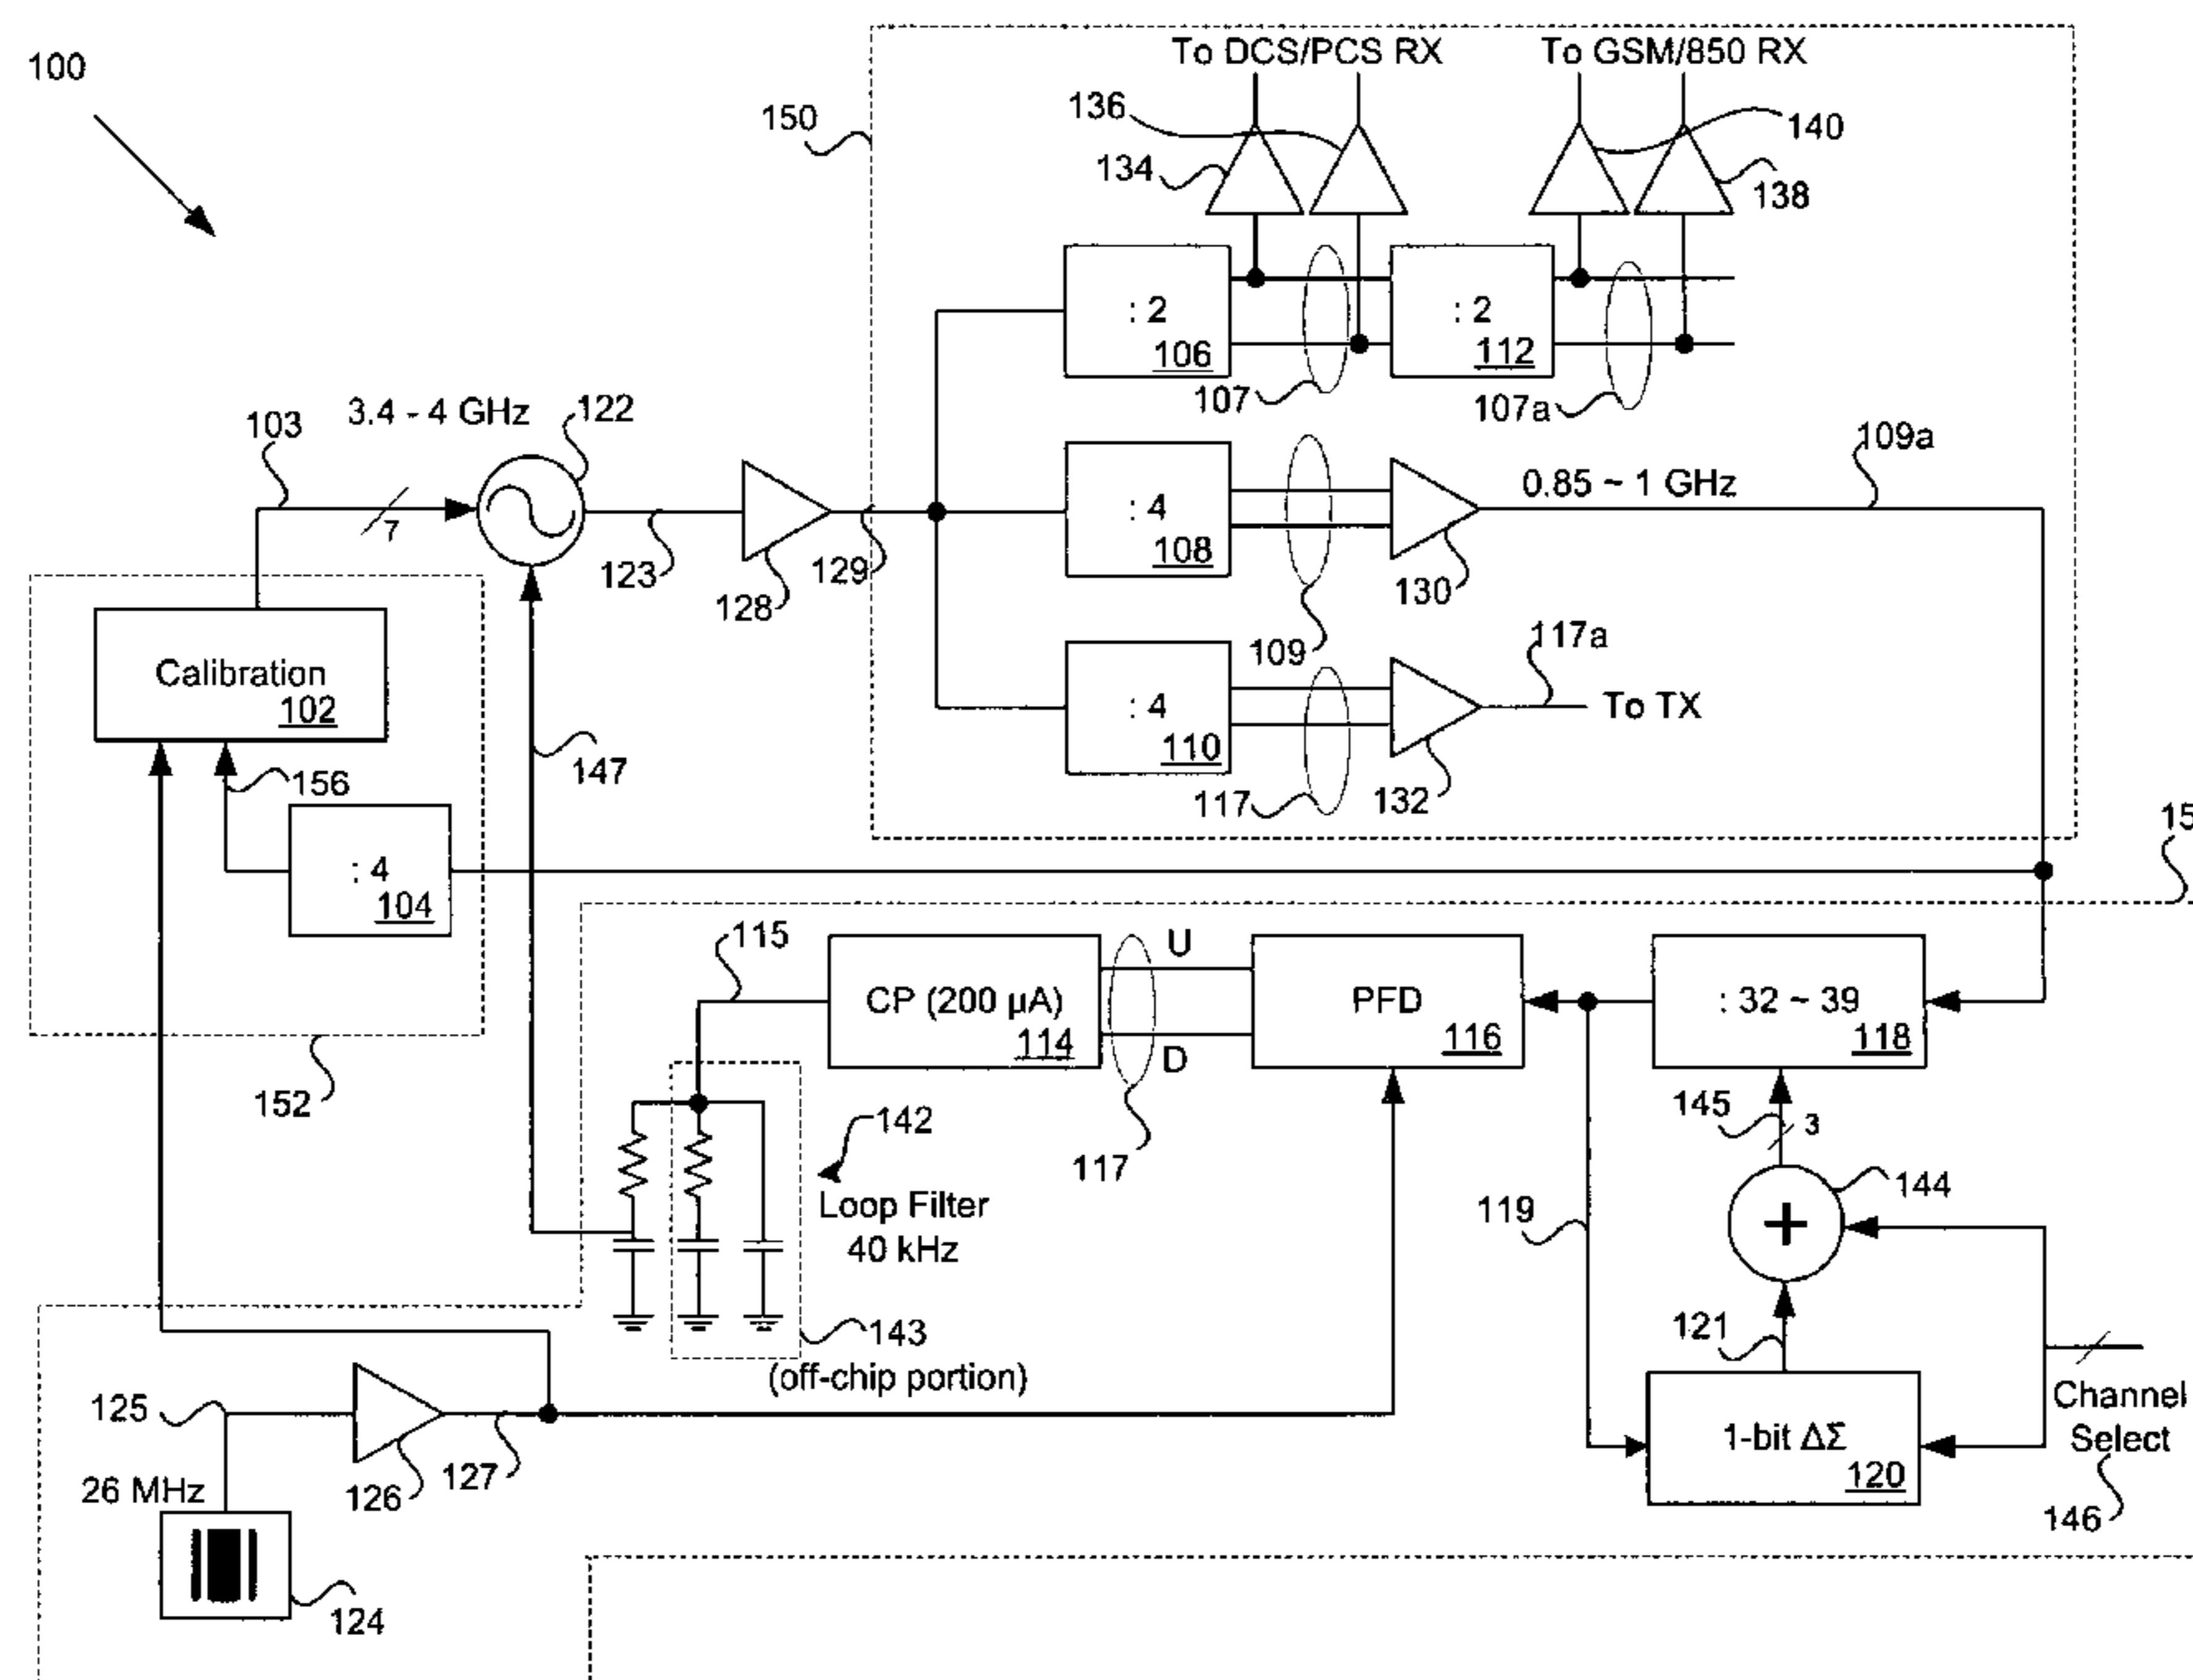 100
To DCS/PCS RX
To GSM/850 RX
150
136
140
134
138
: 2
106
: 2
112
107
107a
3.4 - 4 GHz
122
103
7
123
128
129
: 4
108
109
130
0.85 ~ 1 GHz
109a
Calibration
102
147
: 4
110
117
132
117a
To TX
156
: 4
104
152
15
115
CP (200 µA)
114
U
D
117
PFD
116
: 32 ~ 39
118
145
3
144
+
119
142
Loop Filter
40 kHz
143
(off-chip portion)
121
1-bit ΔΣ
120
Channel
Select
146
125
126
127
26 MHz
124